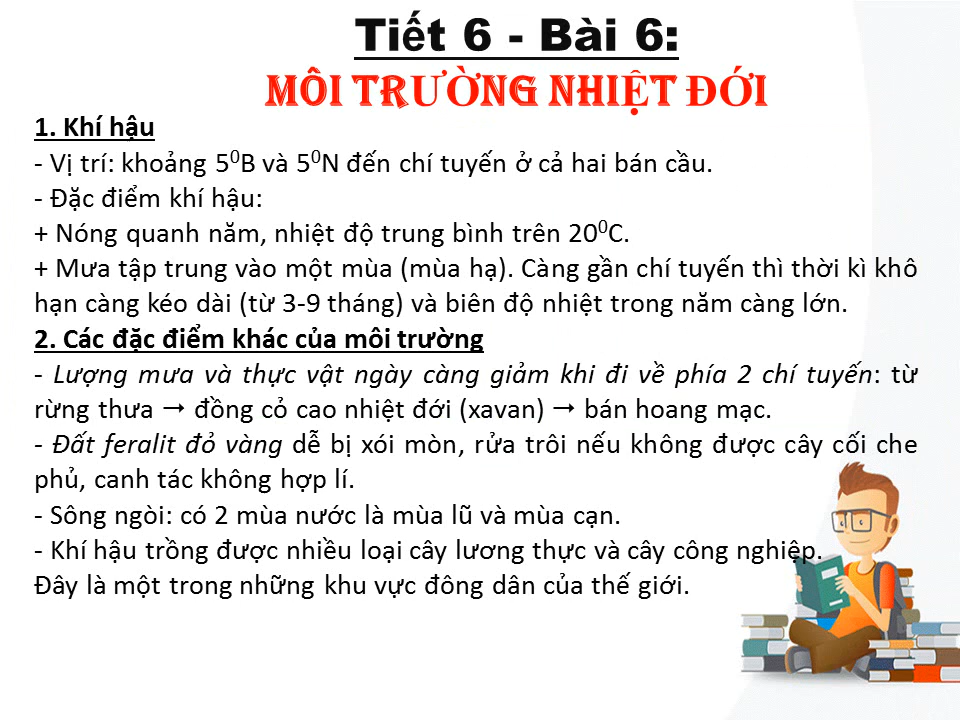 Tiết 6 - Bài 6:
MÔI TRƯỜNG NHIỆT ĐỚI
1. Khí hậu
- Vị trí: khoảng 5⁰B và 5⁰N đến chí tuyến ở cả hai bán cầu.
- Đặc điểm khí hậu:
+ Nóng quanh năm, nhiệt độ trung bình trên 20⁰C.
+ Mưa tập trung vào một mùa (mùa hạ). Càng gần chí tuyến thì thời kì khô
hạn càng kéo dài (từ 3-9 tháng) và biên độ nhiệt trong năm càng lớn.
2. Các đặc điểm khác của môi trường
- Lượng mưa và thực vật ngày càng giảm khi đi về phía 2 chí tuyến: từ
rừng thưa → đồng cỏ cao nhiệt đới (xavan) → bán hoang mạc.
- Đất feralit đỏ vàng dễ bị xói mòn, rửa trôi nếu không được cây cối che
phủ, canh tác không hợp lí.
- Sông ngòi: có 2 mùa nước là mùa lũ và mùa cạn.
- Khí hậu trồng được nhiều loại cây lương thực và cây công nghiệp.
Đây là một trong những khu vực đông dân của thế giới.